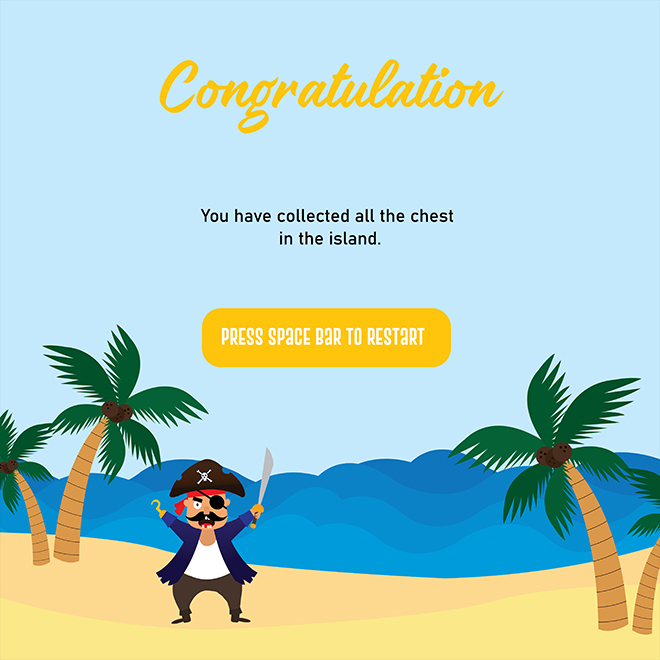 Congratulation
You have collected all the chest
in the island.
PRESS SPACE BAR TO RESTART